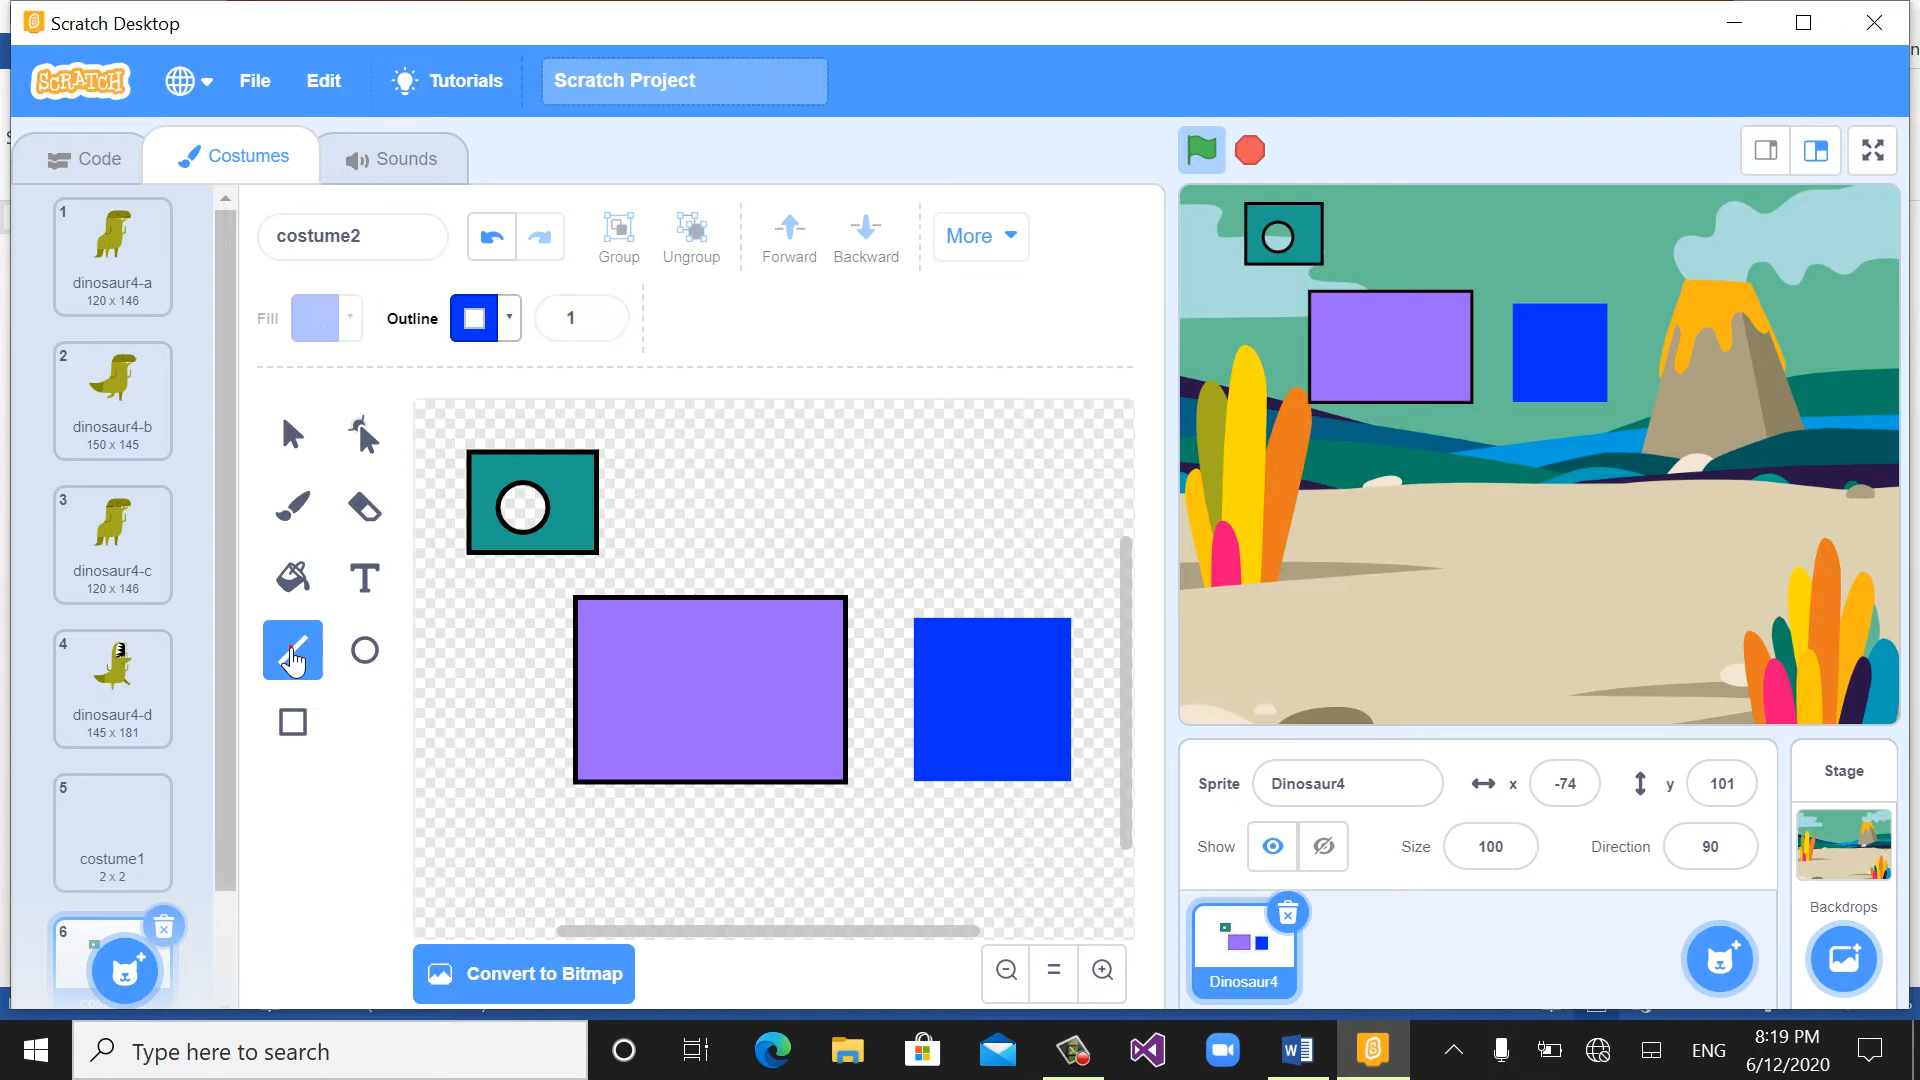 Scratch Desktop
SCRATCH
File
Edit
Tutorials
Scratch Project
Code
Costumes
Sounds
1
dinosaur4-a
120 x 146
2
dinosaur4-b
150 x 145
3
dinosaur4-c
120 x 146
4
dinosaur4-d
145 x 181
5
costume1
2 x 2
6
costume2
Group
Ungroup
Forward
Backward
More
Fill
Outline
1
T
Convert to Bitmap
=
Sprite
Dinosaur4
x
-74
y
101
Show
Size
100
Direction
90
Dinosaur4
Stage
Backdrops
Type here to search
ENG
8:19 PM
6/12/2020